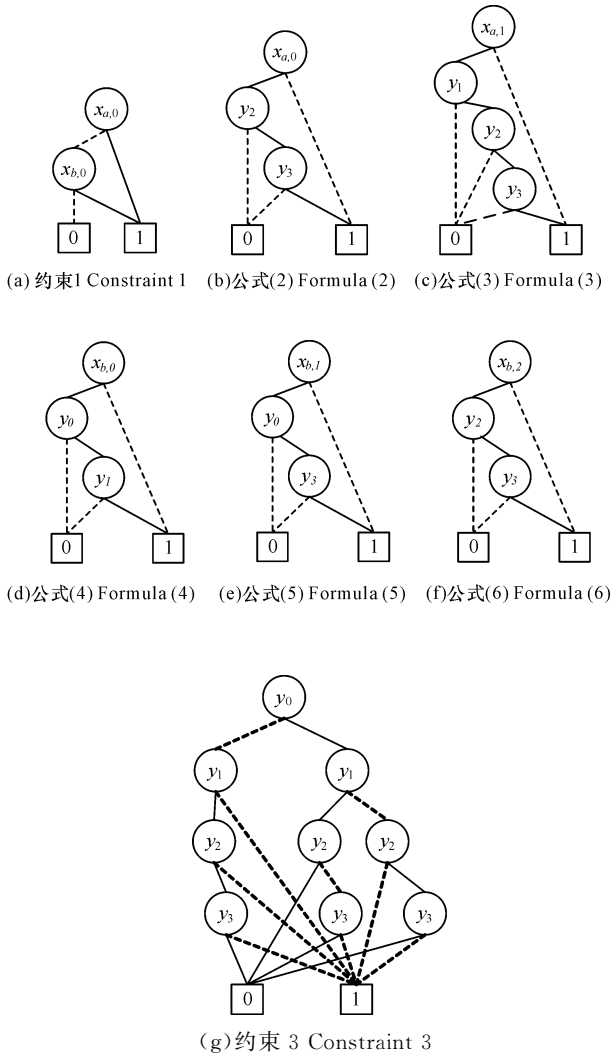 x_{a,0}
x_{b,0}
0 1
(a) 约束1 Constraint 1
x_{a,0}
y_2
y_3
0 1
(b)公式(2) Formula (2)
x_{a,1}
y_1
y_2
y_3
0 1
(c)公式(3) Formula (3)
x_{b,0}
y_0
y_1
0 1
(d)公式(4) Formula (4)
x_{b,1}
y_0
y_3
0 1
(e)公式(5) Formula (5)
x_{b,2}
y_2
y_3
0 1
(f)公式(6) Formula (6)
y_0
y_1 y_1
y_2 y_2 y_2
y_3 y_3 y_3
0 1
(g)约束 3 Constraint 3